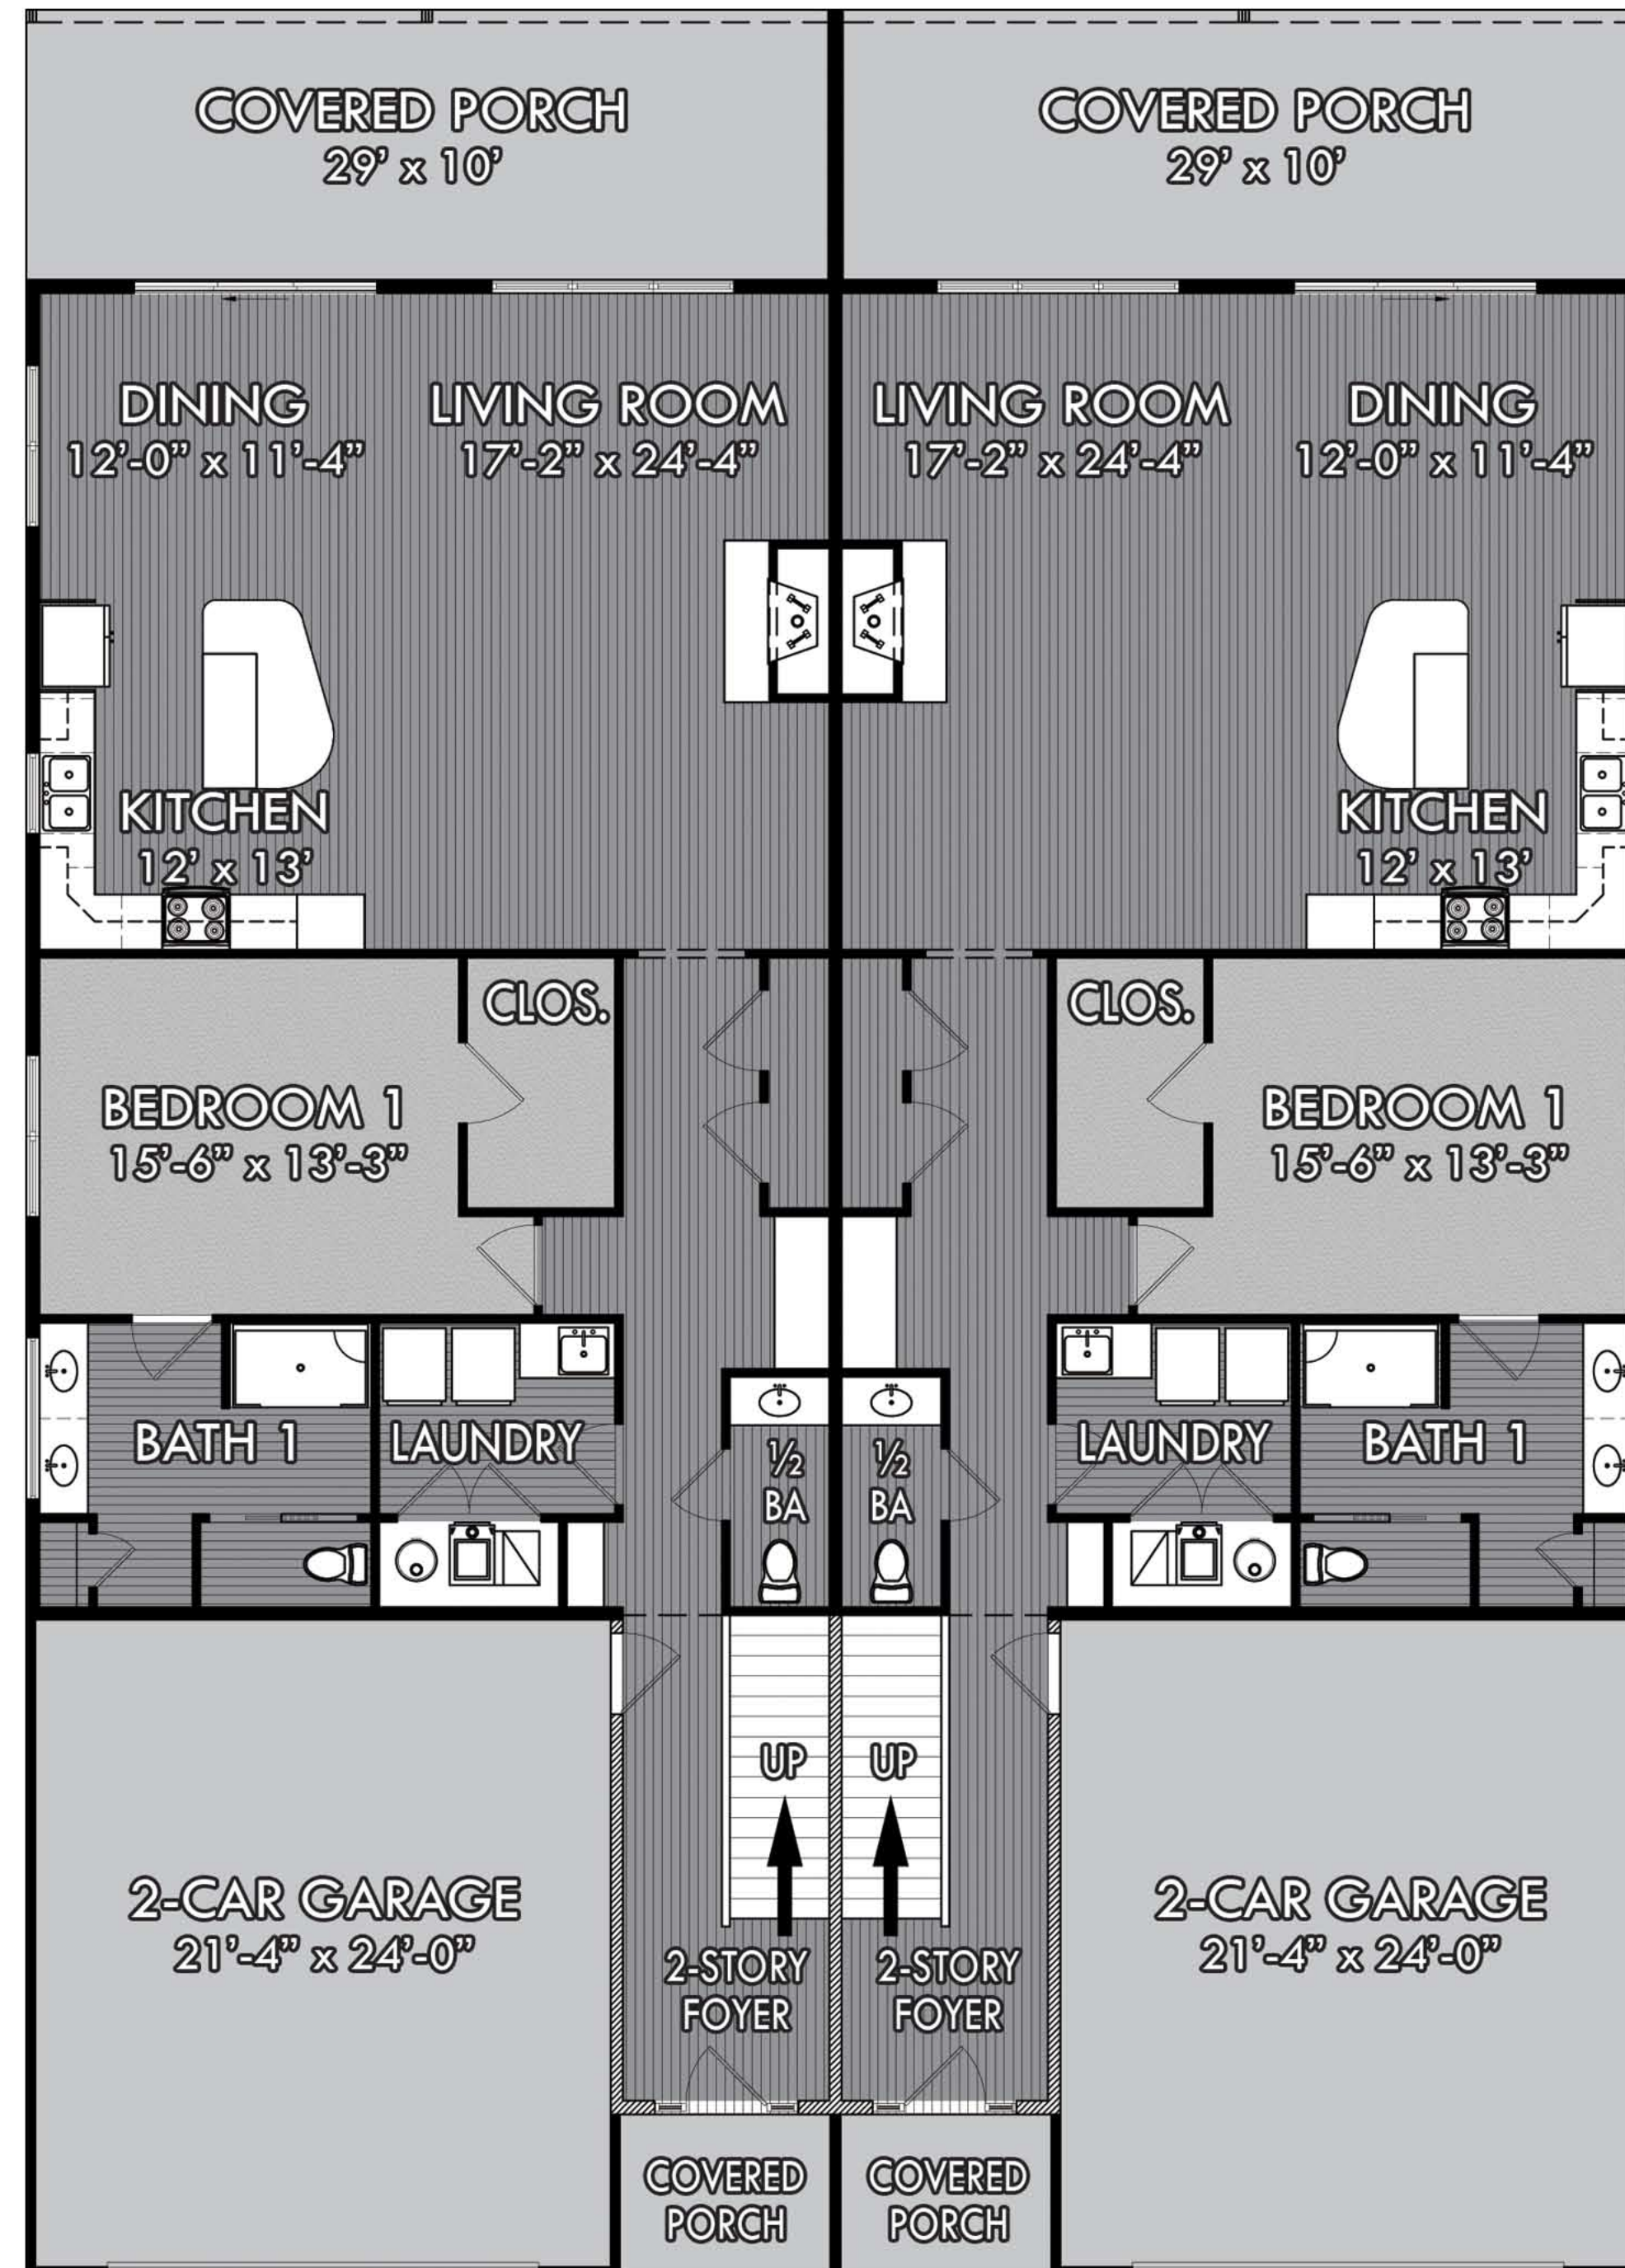 COVERED PORCH
29' x 10'
COVERED PORCH
29' x 10'
DINING
12'-0” x 11'-4”
LIVING ROOM
17'-2” x 24'-4”
LIVING ROOM
17'-2” x 24'-4”
DINING
12'-0” x 11'-4”
KITCHEN
12' x 13'
KITCHEN
12' x 13'
CLOS.
CLOS.
BEDROOM 1
15'-6” x 13'-3”
BEDROOM 1
15'-6” x 13'-3”
BATH 1
LAUNDRY
½
BA
½
BA
LAUNDRY
BATH 1
UP
UP
2-CAR GARAGE
21'-4” x 24'-0”
2-STORY
FOYER
2-STORY
FOYER
2-CAR GARAGE
21'-4” x 24'-0”
COVERED
PORCH
COVERED
PORCH